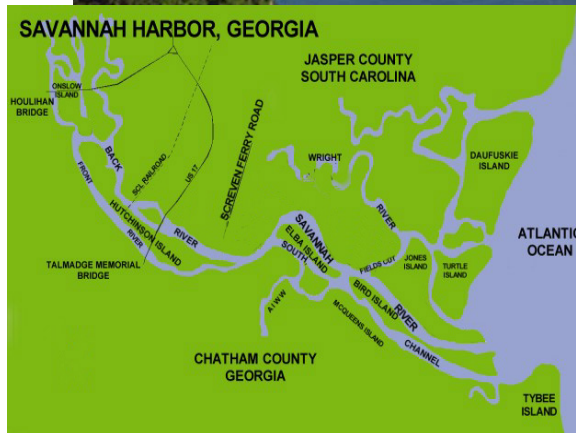 SAVANNAH HARBOR, GEORGIA
JASPER COUNTY
SOUTH CAROLINA
ONSLOW
ISLAND
HOULIHAN
BRIDGE
BACK
RIVER
FRONT
RIVER
SCL RAILROAD
US 17
SCREVEN FERRY ROAD
HUTCHINSON ISLAND
TALMADGE MEMORIAL
BRIDGE
WRIGHT
RIVER
DAUFUSKIE
ISLAND
ATLANTIC
OCEAN
SAVANNAH
RIVER
ELBA ISLAND
SOUTH
CHANNEL
FIELDS CUT
JONES
ISLAND
TURTLE
ISLAND
BIRD ISLAND
AIWW
MCQUEENS ISLAND
CHATHAM COUNTY
GEORGIA
TYBEE
ISLAND